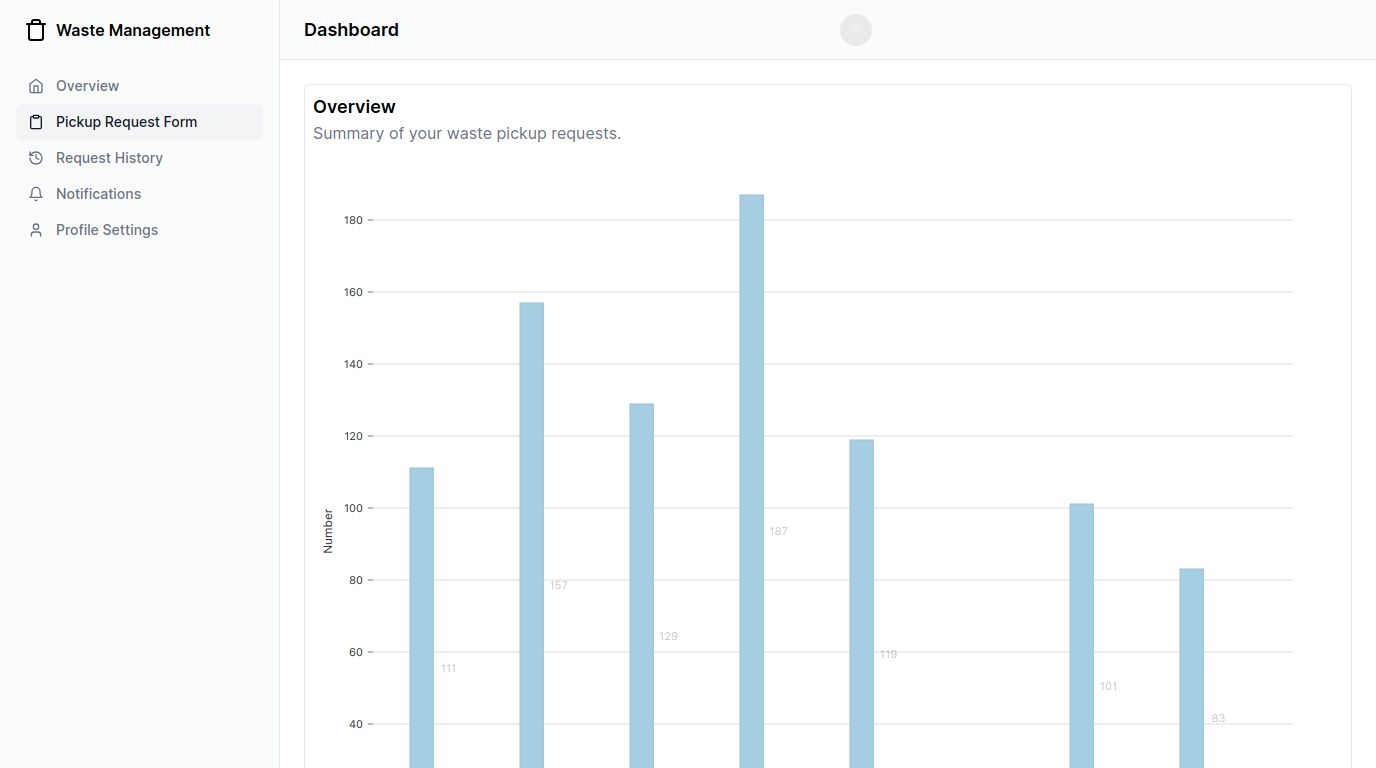 Waste Management
Overview
Pickup Request Form
Request History
Notifications
Profile Settings
Dashboard
Overview
Summary of your waste pickup requests.
180
160
140
120
100
80
60
40
Number
111
157
129
187
119
101
83